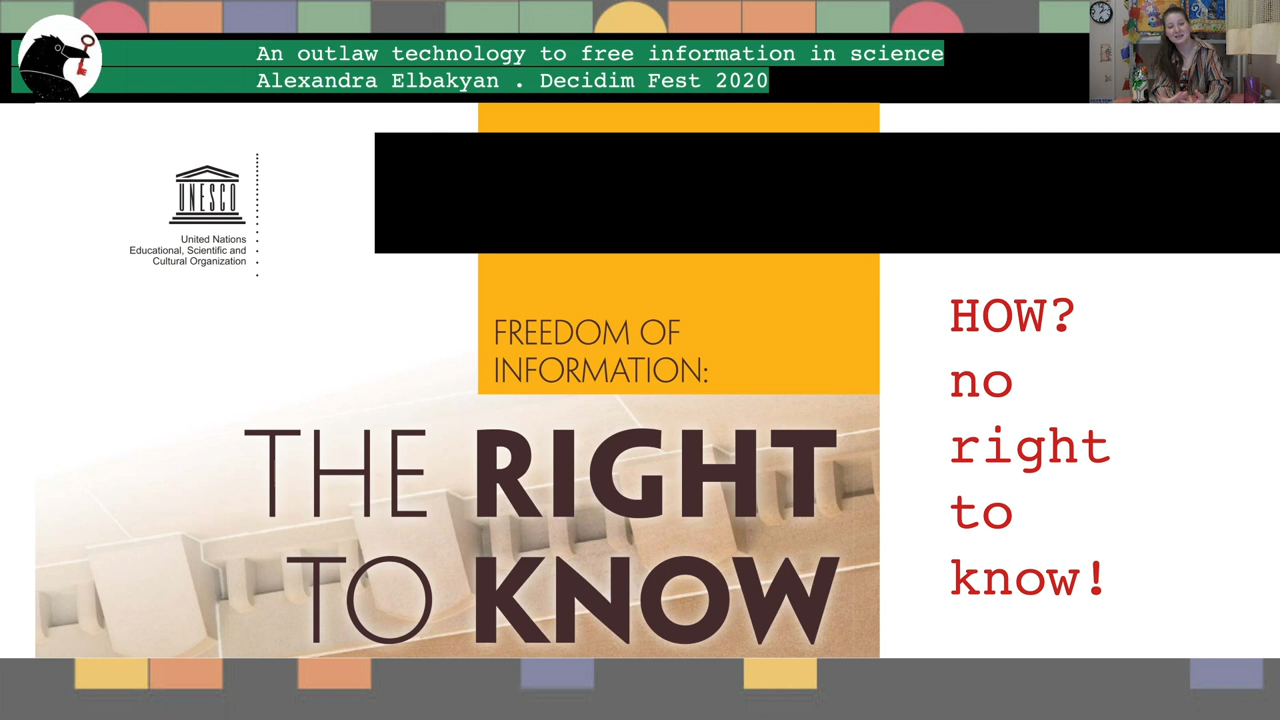 An outlaw technology to free information in science
Alexandra Elbakyan . Decidim Fest 2020
UNESCO
United Nations
Educational, Scientific and
Cultural Organization
FREEDOM OF
INFORMATION:
THE RIGHT
TO KNOW
HOW?
no
right
to
know!